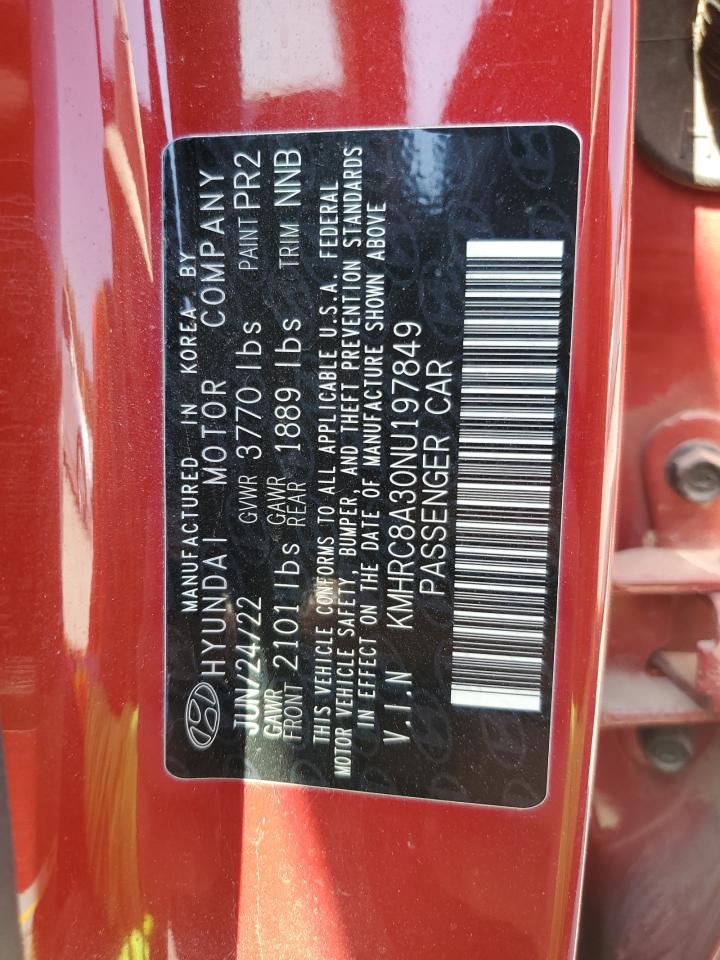 MANUFACTURED IN KOREA BY
HYUNDAI MOTOR COMPANY
JUN/24/22 GVWR 3770 lbs PAINT PR2
GAWR FRONT 2101 lbs GAWR REAR 1889 lbs TRIM NNB
THIS VEHICLE CONFORMS TO ALL APPLICABLE U.S.A. FEDERAL
MOTOR VEHICLE SAFETY, BUMPER, AND THEFT PREVENTION STANDARDS
IN EFFECT ON THE DATE OF MANUFACTURE SHOWN ABOVE
V.I.N KMHRC8A30NU197849
PASSENGER CAR